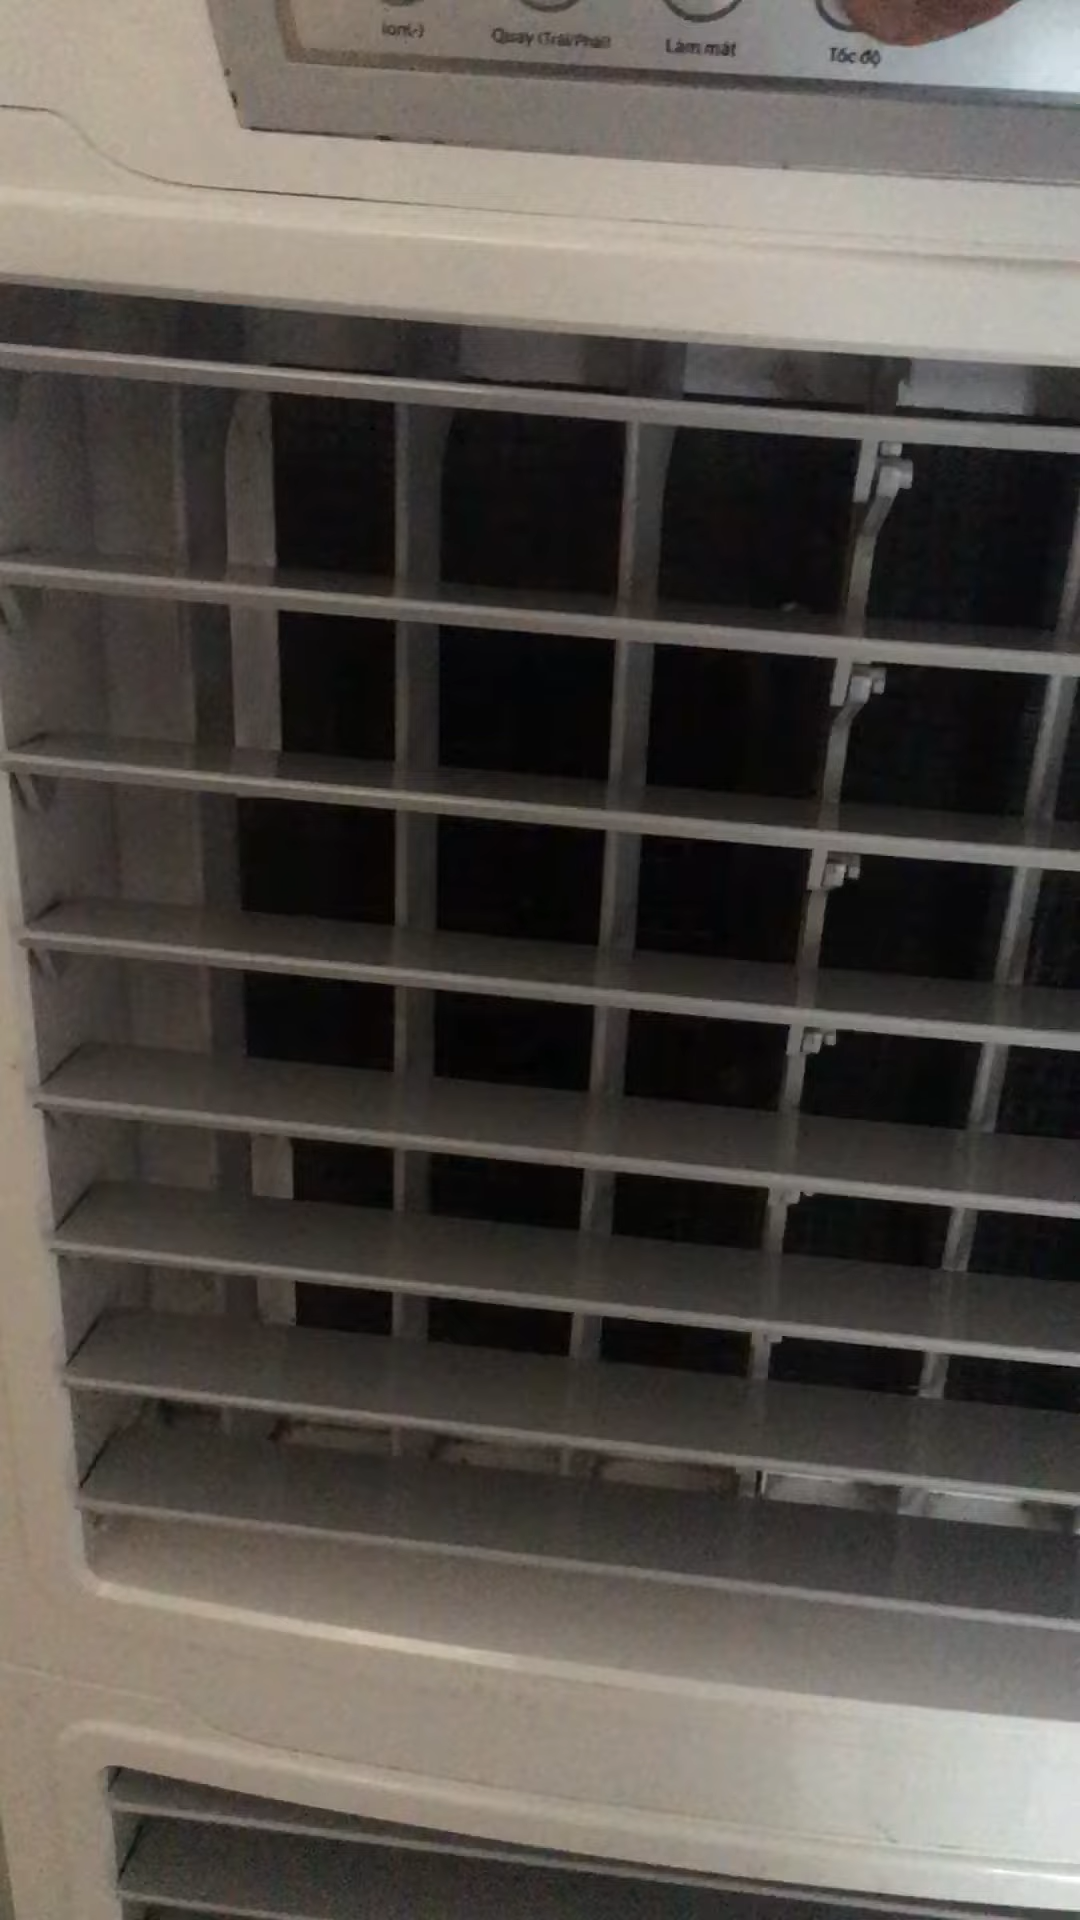 Ion(-)
Quay (Trái/Phải)
Làm mát
Tốc độ